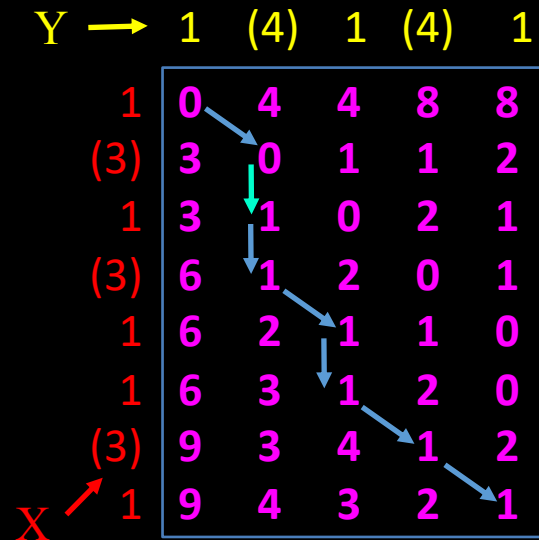 Y 1 (4) 1 (4) 1
1 0 4 4 8 8
(3) 3 0 1 1 2
1 3 1 0 2 1
(3) 6 1 2 0 1
1 6 2 1 1 0
1 6 3 1 2 0
(3) 9 3 4 1 2
1 9 4 3 2 1
X